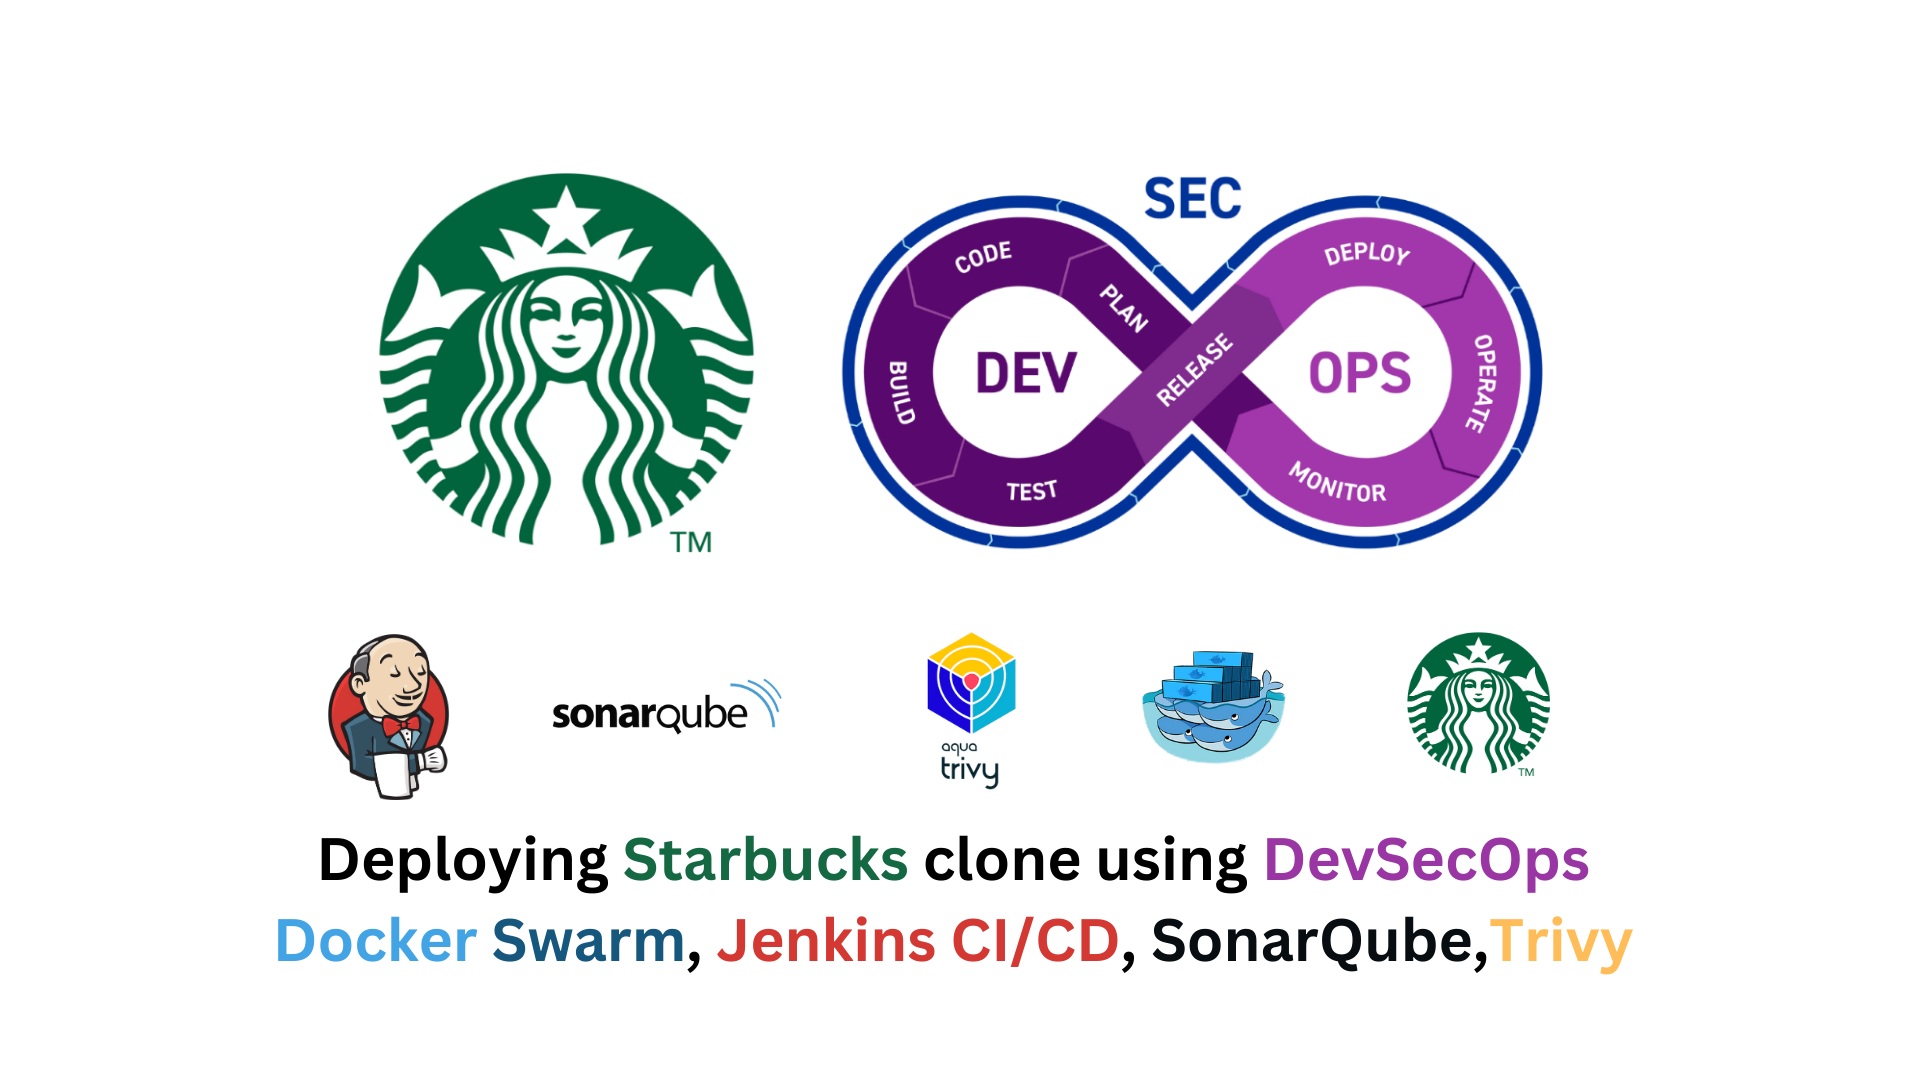 SEC
CODE
PLAN
DEPLOY
BUILD
DEV
RELEASE
OPS
OPERATE
TEST
MONITOR
TM
sonarqube
aqua
trivy
TM
Deploying Starbucks clone using DevSecOps
Docker Swarm, Jenkins CI/CD, SonarQube,Trivy